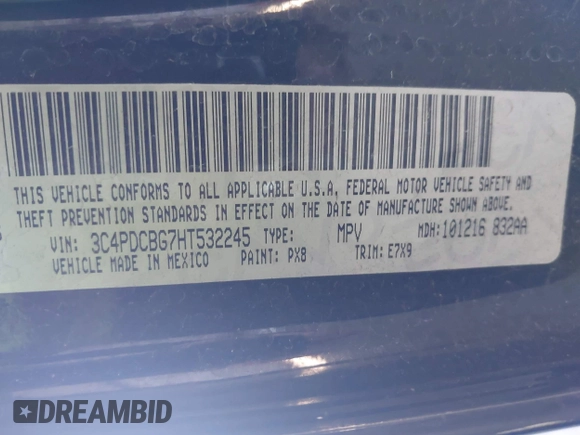 THIS VEHICLE CONFORMS TO ALL APPLICABLE U.S.A. FEDERAL MOTOR VEHICLE SAFETY AND
THEFT PREVENTION STANDARDS IN EFFECT ON THE DATE OF MANUFACTURE SHOWN ABOVE.
VIN: 3C4PDCBG7HT532245 TYPE: MPV MDH: 101216 832AA
VEHICLE MADE IN MEXICO PAINT: PX8 TRIM: E7X9
DREAMBID